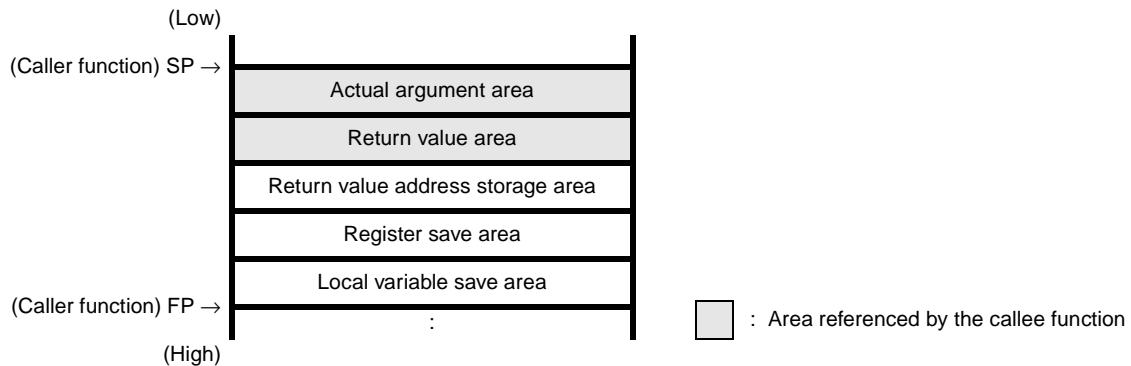 (Low)
(Caller function) SP →
Actual argument area
Return value area
Return value address storage area
Register save area
Local variable save area
(Caller function) FP →
:
: Area referenced by the callee function
(High)